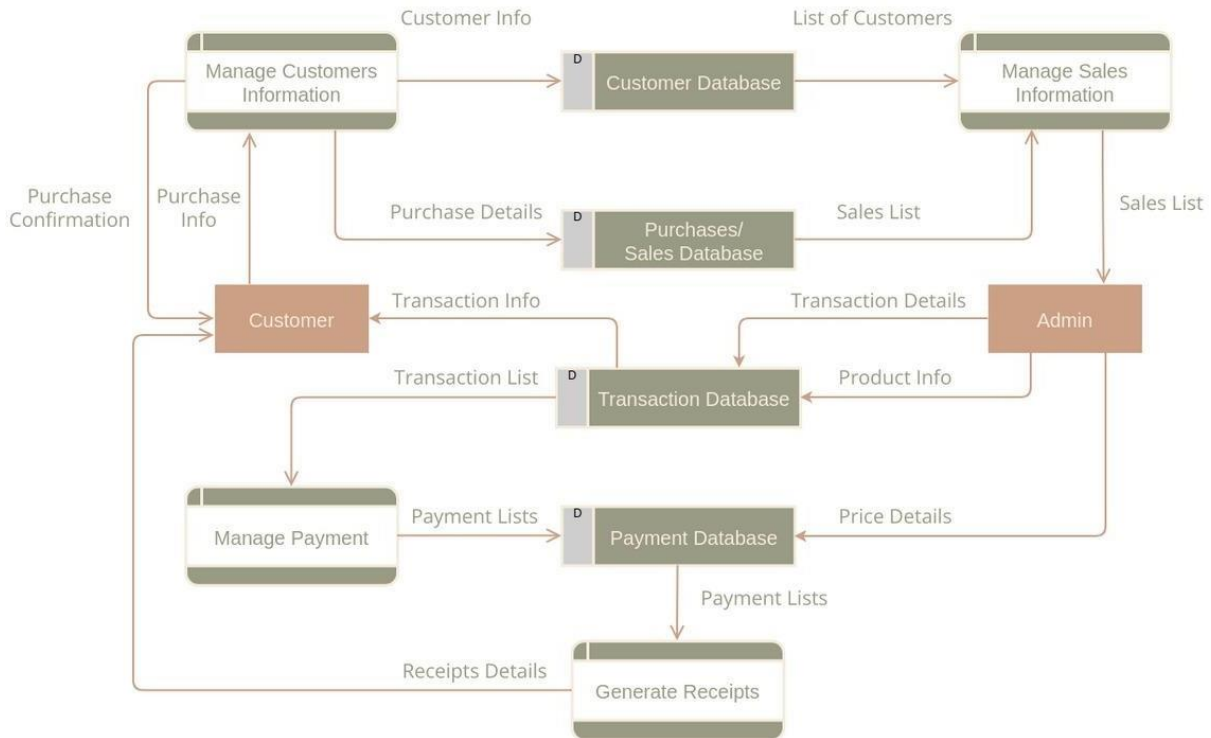 Customer Info
List of Customers
D
Manage Customers
Information
Customer Database
Manage Sales
Information
Purchase
Confirmation
Purchase
Info
Purchase Details
D
Purchases/
Sales Database
Sales List
Sales List
Customer
Transaction Info
Transaction Details
Admin
Transaction List
D
Transaction Database
Product Info
Manage Payment
Payment Lists
D
Payment Database
Price Details
Payment Lists
Receipts Details
Generate Receipts